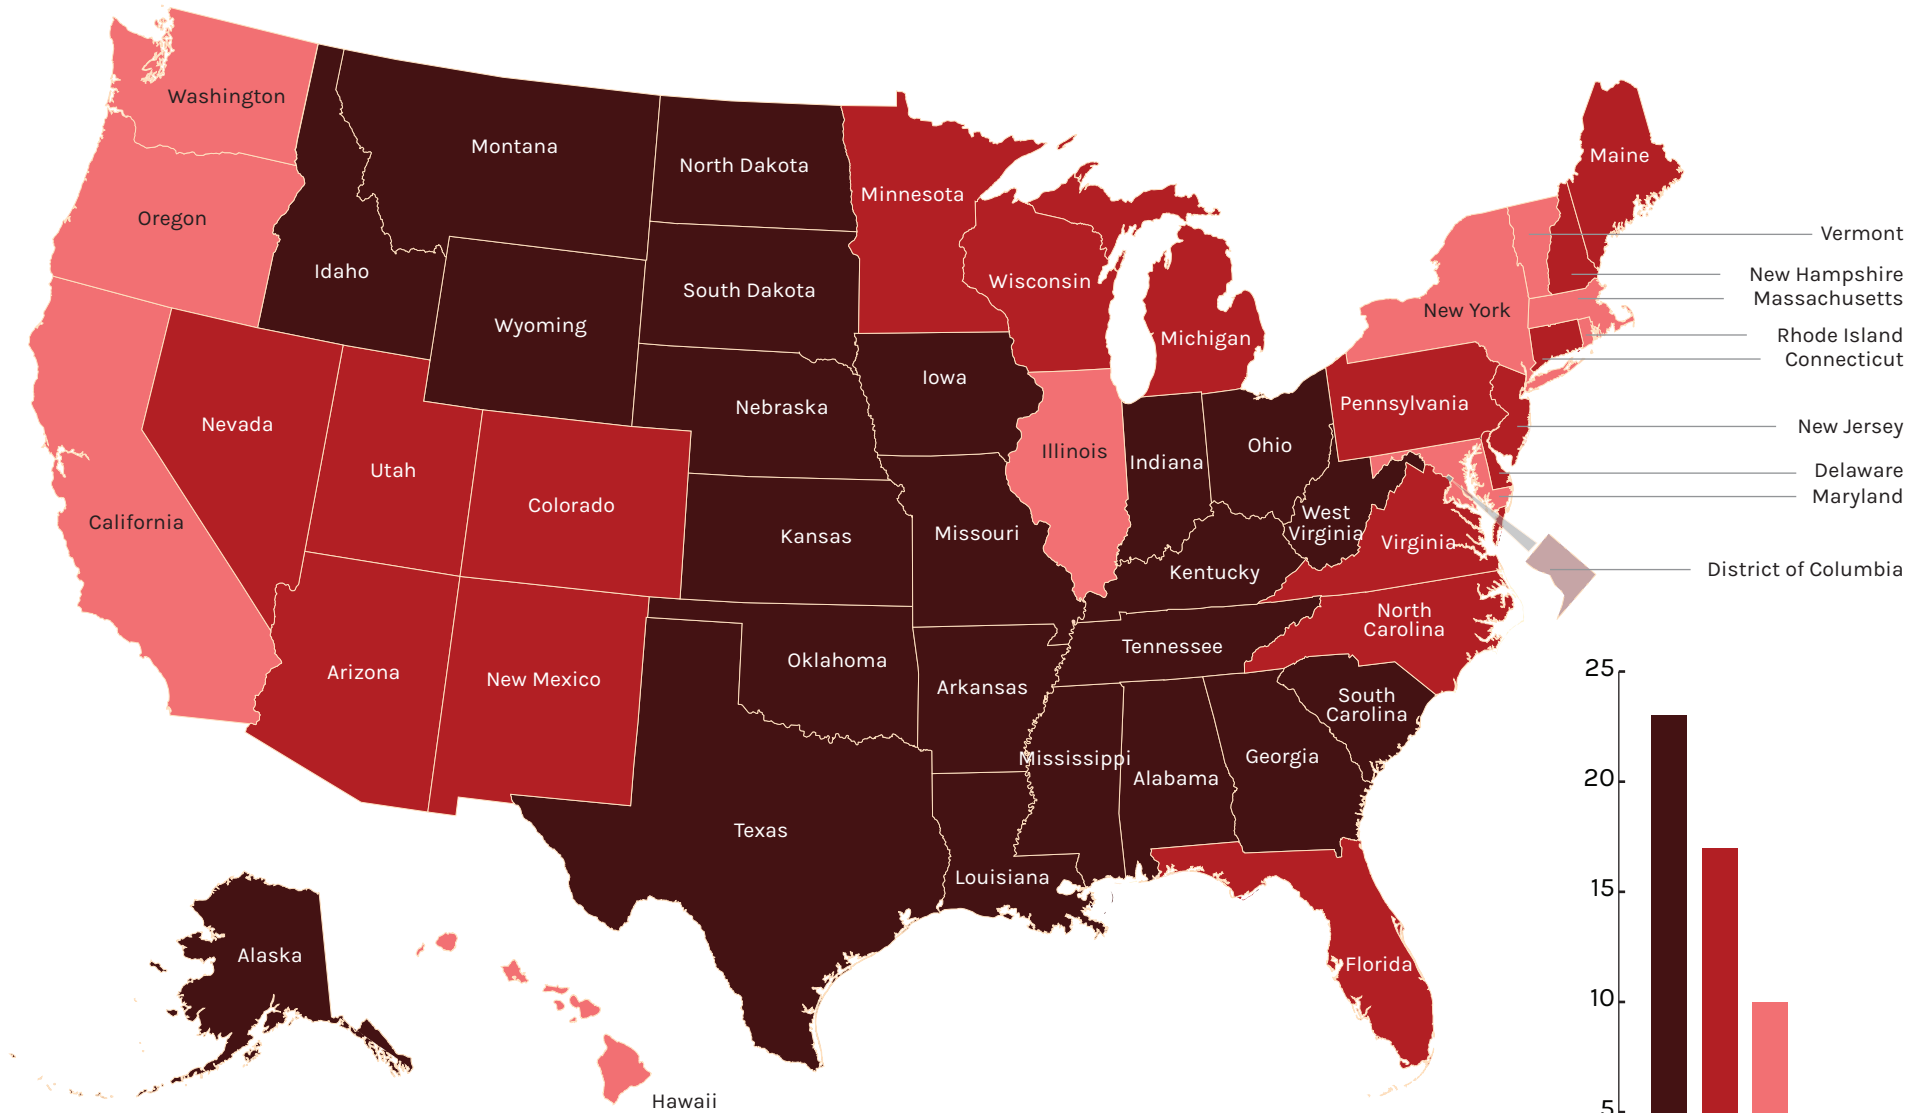 Washington
Montana
North Dakota
Minnesota
Maine
Oregon
Vermont
Idaho
New Hampshire
South Dakota
Wisconsin
Massachusetts
Wyoming
New York
Rhode Island
Michigan
Connecticut
Iowa
Nebraska
Pennsylvania
Nevada
New Jersey
Ohio
Illinois
Indiana
Utah
Delaware
Maryland
Colorado
California
West
Virginia
Kansas
Missouri
Virginia
Kentucky
District of Columbia
North
Carolina
Tennessee
Oklahoma
Arizona
New Mexico
Arkansas
South
Carolina
25
Mississippi
Georgia
Alabama
20
Texas
Louisiana
15
Alaska
Florida
10
Hawaii
5